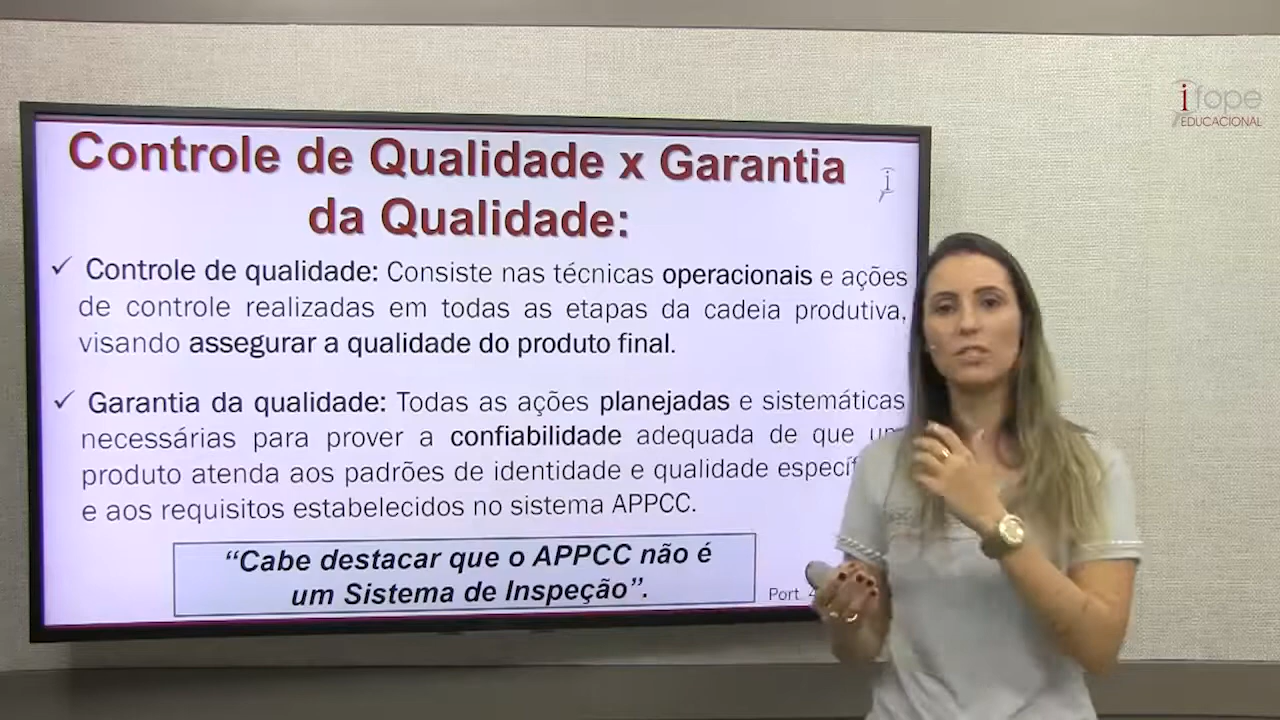 ifope
EDUCACIONAL
Controle de Qualidade x Garantia
da Qualidade:
✓ Controle de qualidade: Consiste nas técnicas operacionais e ações
de controle realizadas em todas as etapas da cadeia produtiva,
visando assegurar a qualidade do produto final.
✓ Garantia da qualidade: Todas as ações planejadas e sistemáticas
necessárias para prover a confiabilidade adequada de que
produto atenda aos padrões de identidade e qualidade
e aos requisitos estabelecidos no sistema APPCC.
“Cabe destacar que o APPCC não é
um Sistema de Inspeção”.
Port.